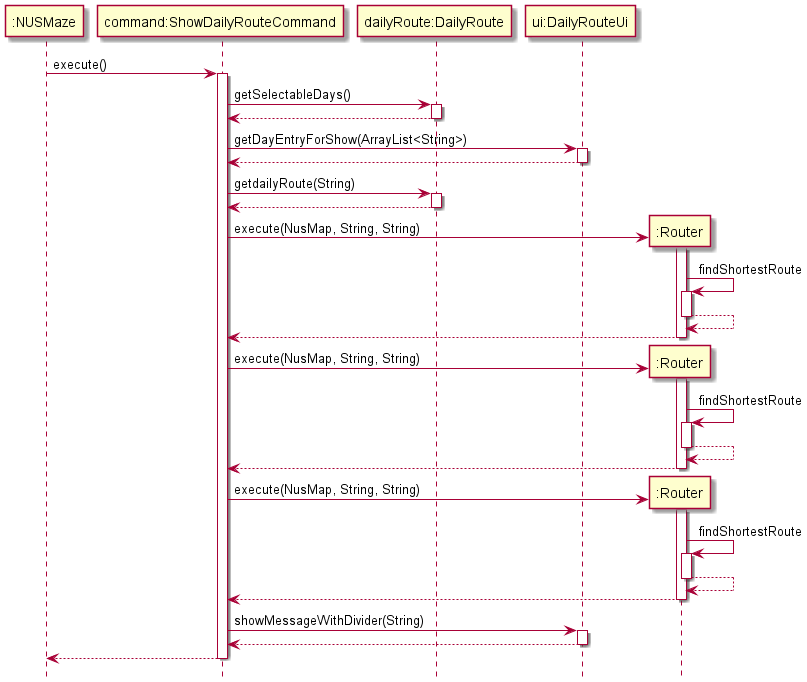 :NUSMaze command:ShowDailyRouteCommand dailyRoute:DailyRoute ui:DailyRouteUi
execute()
getSelectableDays()
getDayEntryForShow(ArrayList<String>)
getdailyRoute(String)
execute(NusMap, String, String)
:Router
findShortestRoute
execute(NusMap, String, String)
:Router
findShortestRoute
execute(NusMap, String, String)
:Router
findShortestRoute
showMessageWithDivider(String)